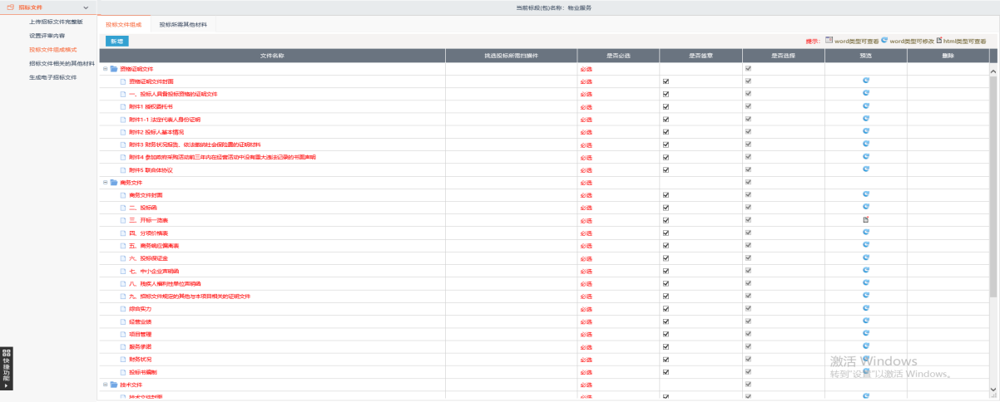 招标文件
当前标段(包)名称: 物业服务
上传招标文件完整版
设置评审内容
投标文件组成格式
招标文件相关的其他材料
生成电子招标文件
投标文件组成
投标所需其他材料
新增
提示: word类型可查看 word类型可修改 html类型可查看
文件名称 挑选投标所需扫描件 是否必选 是否签章 是否选择 预览 删除
资格证明文件 必选
资格证明文件封面 必选
一、投标人具备投标资格的证明文件 必选
附件1 授权委托书 必选
附件1-1 法定代表人身份证明 必选
附件2 投标人基本情况 必选
附件3 财务状况报告、依法缴纳社会保险露的证明材料 必选
附件4 参加政府采购活动前三年内在经营活动中没有重大违法记录的书面声明 必选
附件5 联合体协议 必选
商务文件 必选
商务文件封面 必选
二、投标函 必选
三、开标一览表 必选
四、分项价格表 必选
五、商务响应偏离表 必选
六、投标保证金 必选
七、中小企业声明函 必选
八、残疾人福利性单位声明函 必选
九、招标文件规定的其他与本项目相关的证明文件 必选
综合实力 必选
经营业绩 必选
项目管理 必选
服务承诺 必选
财务状况 必选
投标书编制 必选
技术文件 必选
技术文件封面 必选
快捷功能
激活 Windows
转到"设置"以激活 Windows。